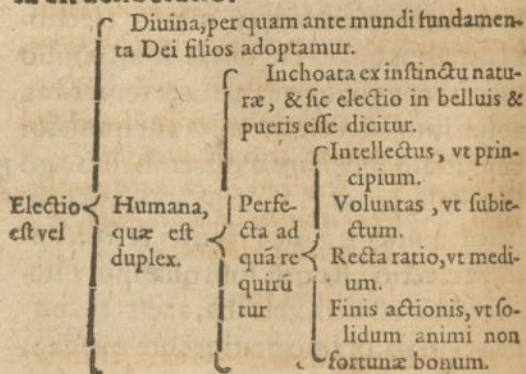 Diuina, per quam ante mundi fundamen-
ta Dei filios adoptamur.
Electio
est vel
Humana,
quæ est
duplex.
Inchoata ex instinctu natu-
ræ, & sic electio in belluis &
pueris esse dicitur.
Perfe-
cta ad
quā re
quirū
tur
Intellectus, vt prin-
cipium.
Voluntas, vt subie-
ctum.
Recta ratio, vt medi-
um.
Finis actionis, vt so-
lidum animi non
fortunæ bonum.